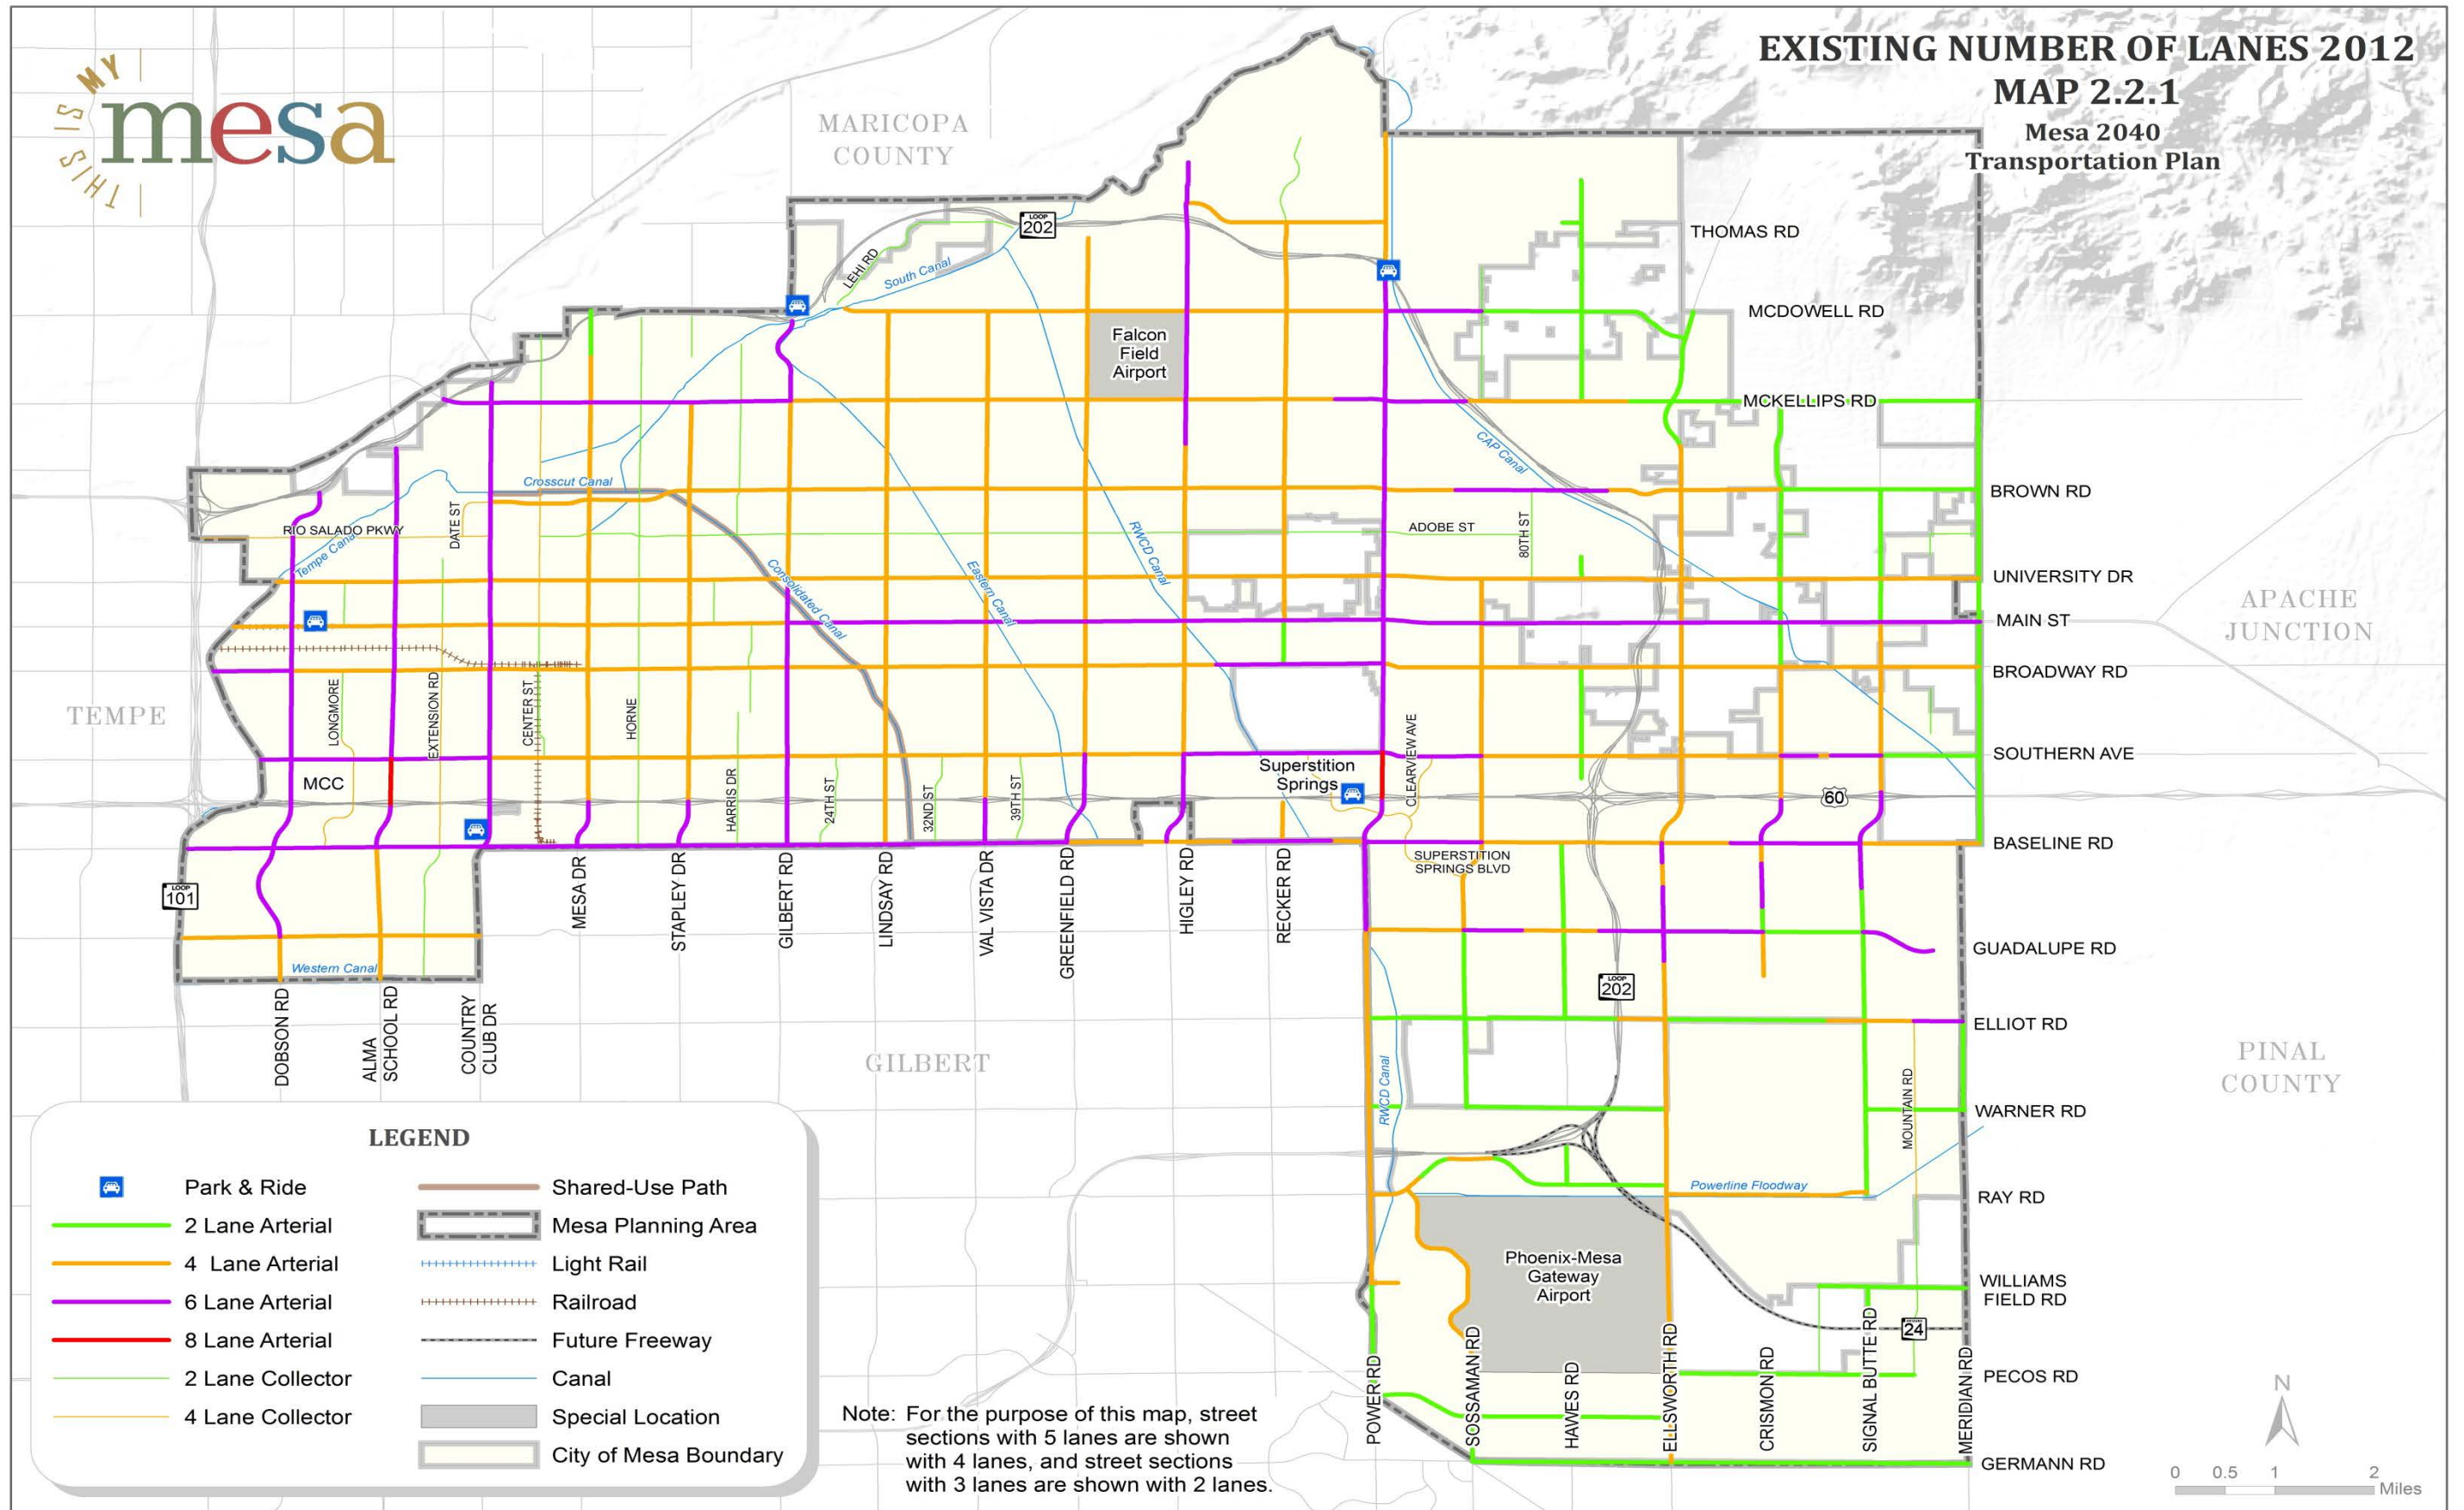 THIS IS MY
mesa
EXISTING NUMBER OF LANES 2012
MAP 2.2.1
Mesa 2040
Transportation Plan
MARICOPA
COUNTY
LOOP
202
THOMAS RD
LEHI RD
South Canal
MCDOWELL RD
Falcon
Field
Airport
MCKELLIPS RD
CAP Canal
Crosscut Canal
BROWN RD
RIO SALADO PKWY
DATE ST
Tempe Canal
RWCD Canal
ADOBE ST
80TH ST
Consolidated Canal
Eastern Canal
UNIVERSITY DR
APACHE
JUNCTION
MAIN ST
BROADWAY RD
TEMPE
LONGMORE
EXTENSION RD
CENTER ST
HORNE
CLEARVIEW AVE
SOUTHERN AVE
MCC
HARRIS DR
24TH ST
32ND ST
39TH ST
Superstition
Springs
60
BASELINE RD
SUPERSTITION
SPRINGS BLVD
LOOP
101
MESA DR
STAPLEY DR
GILBERT RD
LINDSAY RD
VAL VISTA DR
GREENFIELD RD
HIGLEY RD
RECKER RD
GUADALUPE RD
Western Canal
LOOP
202
DOBSON RD
ALMA
SCHOOL RD
COUNTRY
CLUB DR
ELLIOT RD
GILBERT
RWCD Canal
MOUNTAIN RD
PINAL
COUNTY
WARNER RD
Powerline Floodway
RAY RD
Phoenix-Mesa
Gateway
Airport
WILLIAMS
FIELD RD
24
PECOS RD
POWER RD
SOSSAMAN RD
HAWES RD
ELLSWORTH RD
CRISMON RD
SIGNAL BUTTE RD
MERIDIAN RD
GERMANN RD
LEGEND
Park & Ride
2 Lane Arterial
4 Lane Arterial
6 Lane Arterial
8 Lane Arterial
2 Lane Collector
4 Lane Collector
Shared-Use Path
Mesa Planning Area
Light Rail
Railroad
Future Freeway
Canal
Special Location
City of Mesa Boundary
Note: For the purpose of this map, street
sections with 5 lanes are shown
with 4 lanes, and street sections
with 3 lanes are shown with 2 lanes.
N
0 0.5 1 2
Miles